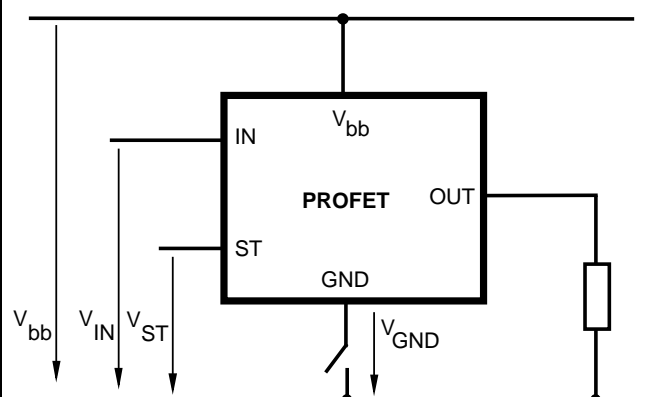 Vbb
IN
PROFET
OUT
ST
GND
Vbb
VIN
VST
VGND